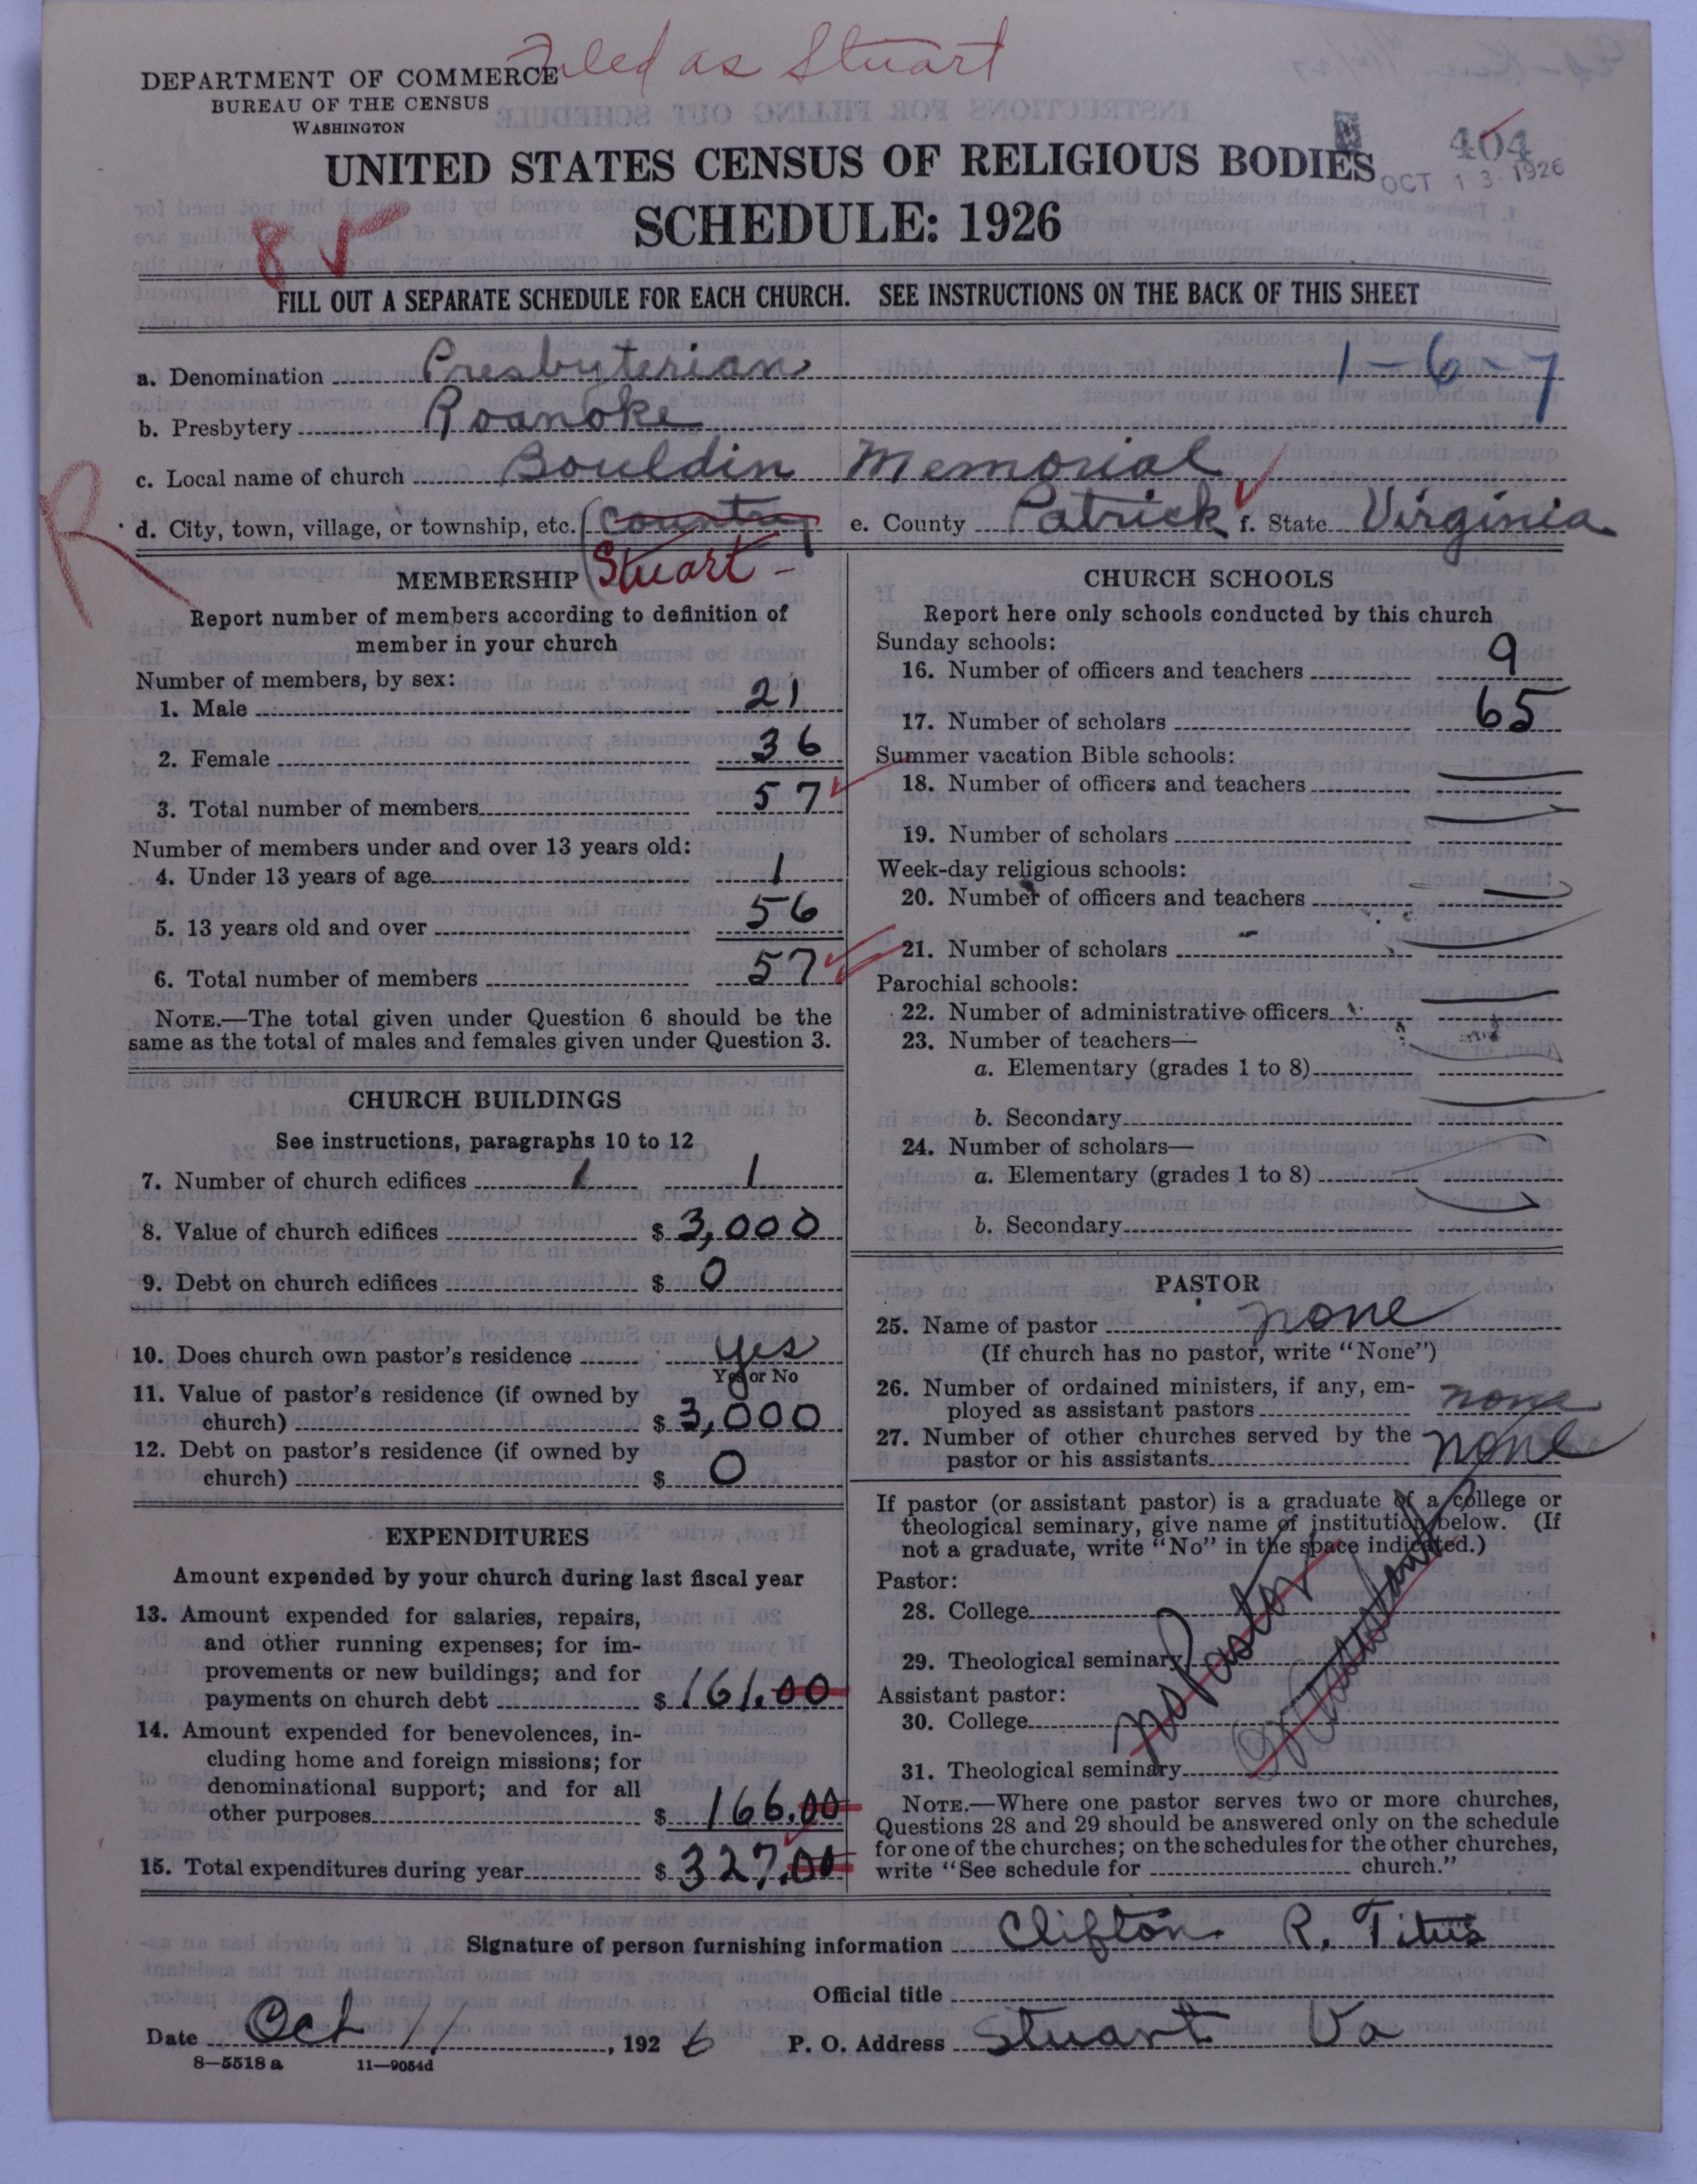 Filed as Stuart
DEPARTMENT OF COMMERCE
BUREAU OF THE CENSUS
WASHINGTON
UNITED STATES CENSUS OF RELIGIOUS BODIES
404
OCT 13 1926
SCHEDULE: 1926
8
FILL OUT A SEPARATE SCHEDULE FOR EACH CHURCH. SEE INSTRUCTIONS ON THE BACK OF THIS SHEET
a. Denomination Presbyterian 1-6-7
b. Presbytery Roanoke
c. Local name of church Bouldin Memorial
R
d. City, town, village, or township, etc. (Country e. County Patrick f. State Virginia
Stuart -
MEMBERSHIP
Report number of members according to definition of
member in your church
Number of members, by sex:
1. Male 21
2. Female 36
3. Total number of members 57
Number of members under and over 13 years old:
4. Under 13 years of age 1
5. 13 years old and over 56
6. Total number of members 57
NOTE.—The total given under Question 6 should be the
same as the total of males and females given under Question 3.
CHURCH BUILDINGS
See instructions, paragraphs 10 to 12
7. Number of church edifices 1 1
8. Value of church edifices $ 3,000
9. Debt on church edifices $ 0
10. Does church own pastor's residence yes
Yes or No
11. Value of pastor's residence (if owned by
church) $ 3,000
12. Debt on pastor's residence (if owned by
church) $ 0
EXPENDITURES
Amount expended by your church during last fiscal year
13. Amount expended for salaries, repairs,
and other running expenses; for im-
provements or new buildings; and for
payments on church debt $ 161.00
14. Amount expended for benevolences, in-
cluding home and foreign missions; for
denominational support; and for all
other purposes $ 166.00
15. Total expenditures during year $ 327.00
CHURCH SCHOOLS
Report here only schools conducted by this church
Sunday schools:
16. Number of officers and teachers 9
17. Number of scholars 65
Summer vacation Bible schools:
18. Number of officers and teachers
19. Number of scholars
Week-day religious schools:
20. Number of officers and teachers
21. Number of scholars
Parochial schools:
22. Number of administrative officers
23. Number of teachers—
a. Elementary (grades 1 to 8)
b. Secondary
24. Number of scholars—
a. Elementary (grades 1 to 8)
b. Secondary
PASTOR
25. Name of pastor none
(If church has no pastor, write "None")
26. Number of ordained ministers, if any, em-
ployed as assistant pastors none
27. Number of other churches served by the
pastor or his assistants none
If pastor (or assistant pastor) is a graduate of a college or
theological seminary, give name of institution below. (If
not a graduate, write "No" in the space indicated.)
Pastor:
28. College
29. Theological seminary
no Pastor
Assistant pastor:
30. College
31. Theological seminary
NOTE.—Where one pastor serves two or more churches,
Questions 28 and 29 should be answered only on the schedule
for one of the churches; on the schedules for the other churches,
write "See schedule for church."
Signature of person furnishing information Clifton R. Titus
Official title
Date Oct 11, 1926 P. O. Address Stuart Va
8—5518 a 11—9054d